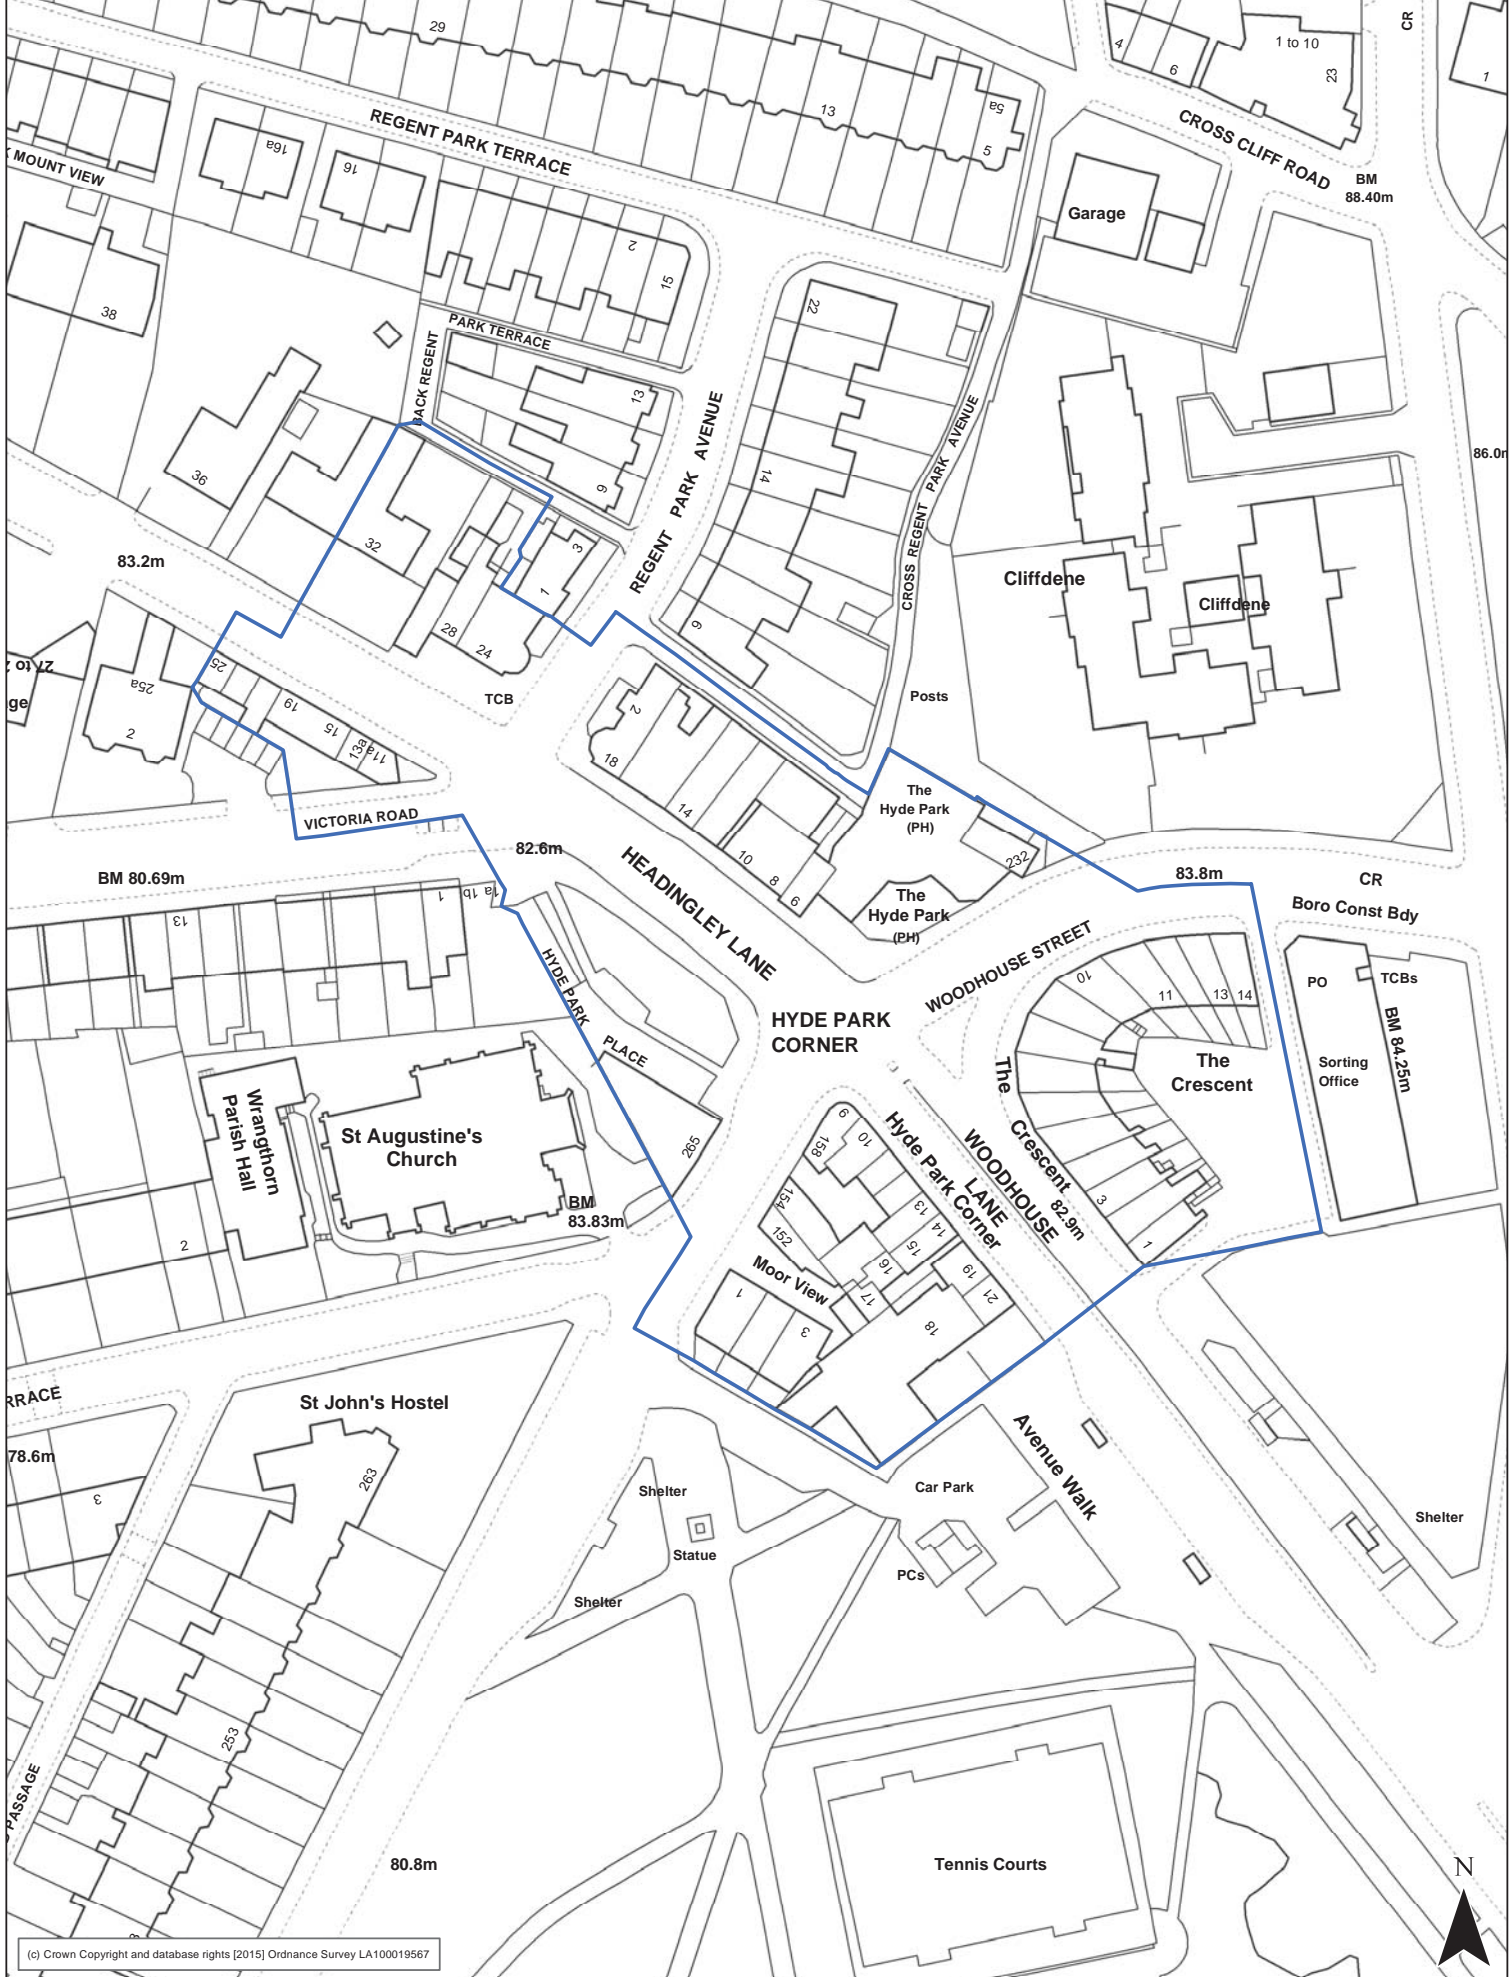 29
CR
4
6
1 to 10
23
1
REGENT PARK TERRACE
13
5a
5
CROSS CLIFF ROAD
BM
88.40m
MOUNT VIEW
16a
16
Garage
2
15
38
22
PARK TERRACE
BACK REGENT
13
9
REGENT PARK AVENUE
14
CROSS REGENT PARK AVENUE
86.0m
36
32
83.2m
3
1
28
24
TCB
6
Cliffdene
Cliffdene
Posts
27 to
ge
25a
2
25
19
15
13a
11a
2
18
14
10
8
6
The
Hyde Park
(PH)
232
The
Hyde Park
(PH)
VICTORIA ROAD
82.6m
BM 80.69m
HEADINGLEY LANE
83.8m
CR
Boro Const Bdy
13
1
1b
1a
HYDE PARK
PLACE
WOODHOUSE STREET
HYDE PARK
CORNER
10
11
13
14
PO
TCBs
BM 84.25m
Sorting
Office
The
Crescent
The Crescent
Wrangthorn
Parish Hall
St Augustine's
Church
265
BM
83.83m
2
9
10
158
154
152
13
14
15
16
17
19
21
18
Hyde Park Corner
WOODHOUSE
LANE
82.9m
3
1
Moor View
1
3
RRACE
St John's Hostel
78.6m
3
263
Avenue Walk
Car Park
Shelter
Statue
PCs
Shelter
Shelter
253
PASSAGE
80.8m
Tennis Courts
N
(c) Crown Copyright and database rights [2015] Ordnance Survey LA100019567